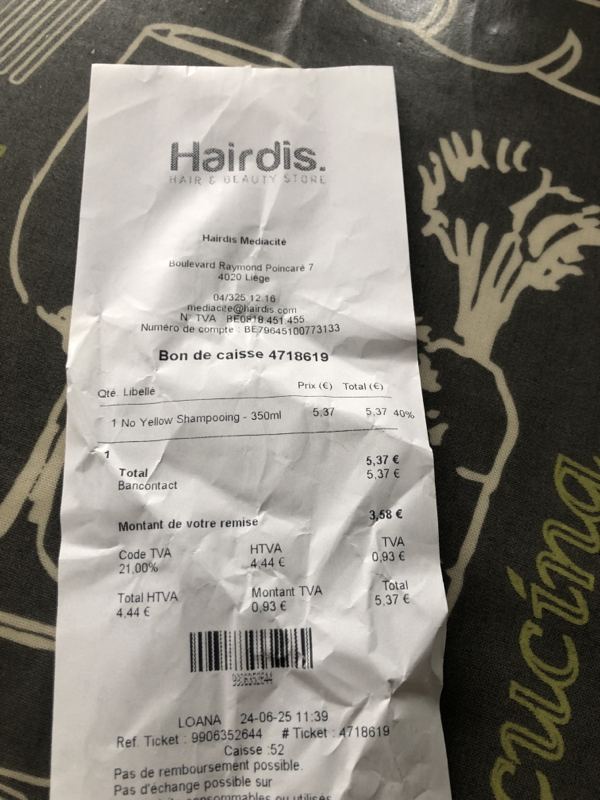 Hairdis.
HAIR & BEAUTY STORE
Hairdis Mediacité
Boulevard Raymond Poincaré 7
4020 Liège
04/325.12.16
mediacite@hairdis.com
N° TVA BE0818.451.455
Numéro de compte : BE79645100773133
Bon de caisse 4718619
Qté Libellé Prix (€) Total (€)
1 No Yellow Shampooing - 350ml 5,37 5,37 40%
1 5,37 €
Total 5,37 €
Bancontact
Montant de votre remise 3,58 €
Code TVA HTVA TVA
21,00% 4,44 € 0,93 €
Total HTVA Montant TVA Total
4,44 € 0,93 € 5,37 €
9906352644
LOANA 24-06-25 11:39
Ref. Ticket : 9906352644 # Ticket : 4718619
Caisse :52
Pas de remboursement possible.
Pas d'échange possible sur
consommables ou utilisés
cucina